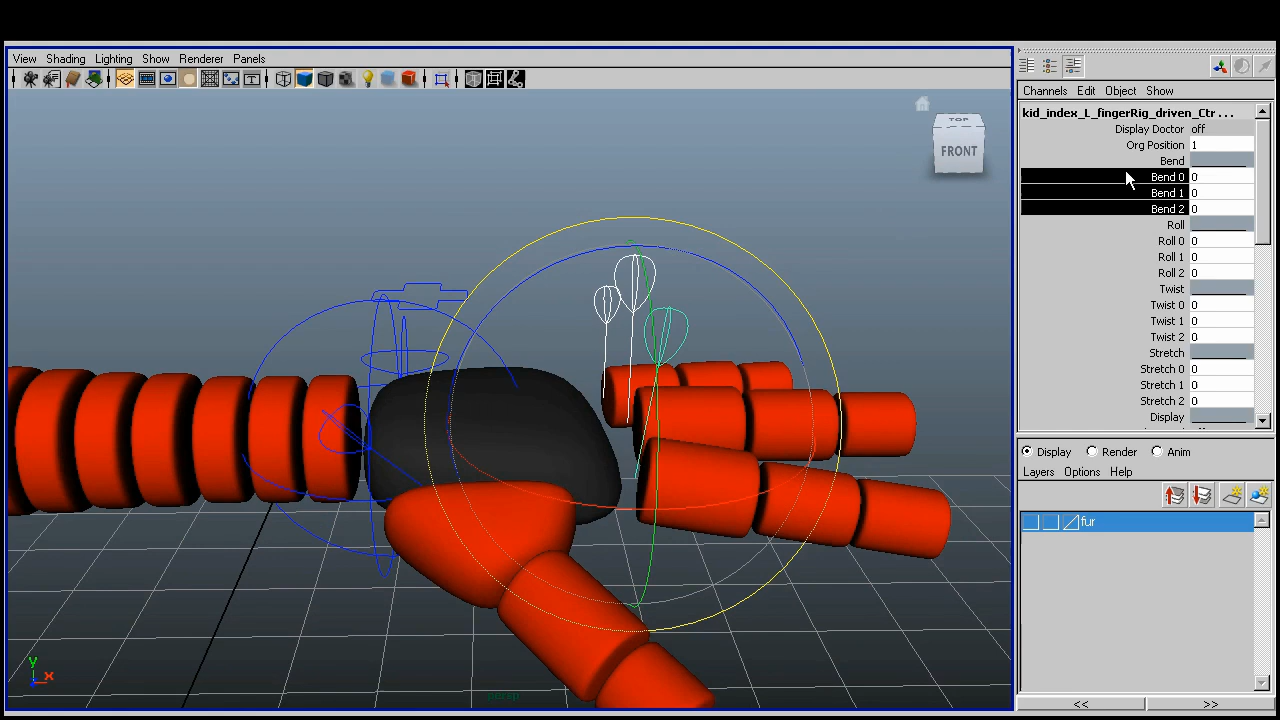 View Shading Lighting Show Renderer Panels
TOP
FRONT
y
x
persp
Channels Edit Object Show
kid_index_L_fingerRig_driven_Ctr...
Display Doctor off
Org Position 1
Bend
Bend 0 0
Bend 1 0
Bend 2 0
Roll
Roll 0 0
Roll 1 0
Roll 2 0
Twist
Twist 0 0
Twist 1 0
Twist 2 0
Stretch
Stretch 0 0
Stretch 1 0
Stretch 2 0
Display
Display Render Anim
Layers Options Help
fur
<< >>